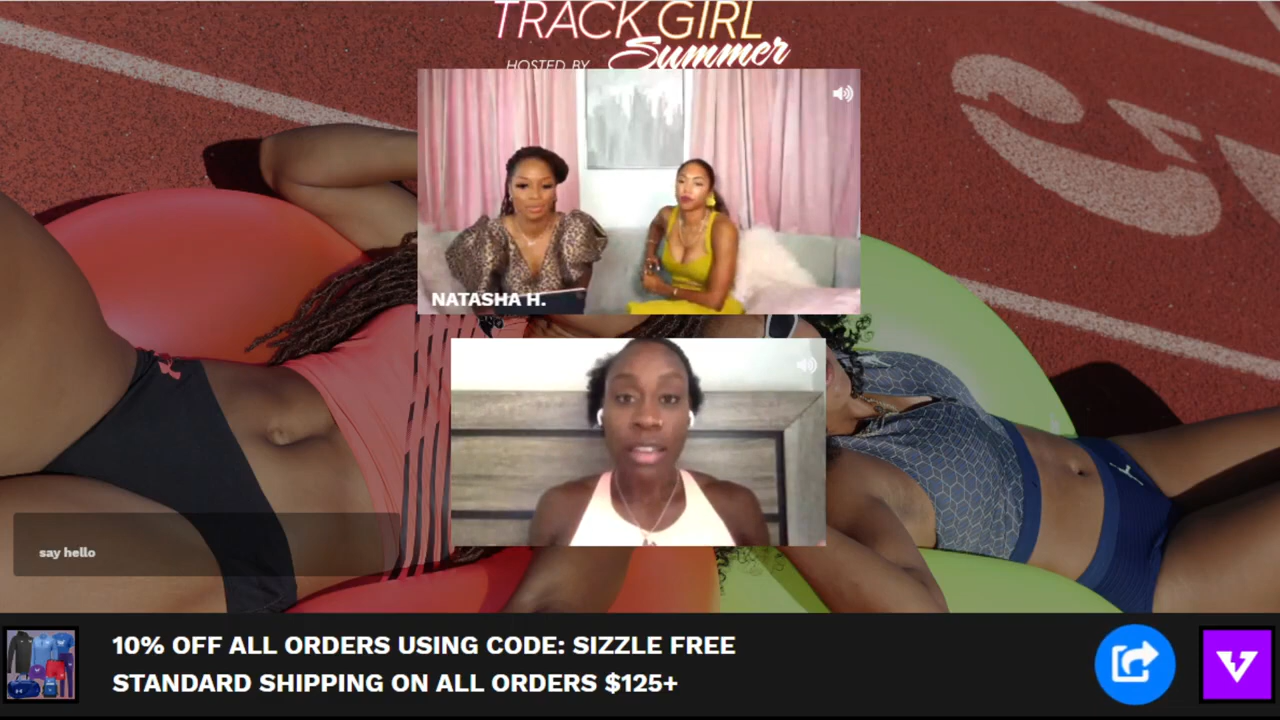 TRACK GIRL
Summer
HOSTED BY
NATASHA H.
say hello
10% OFF ALL ORDERS USING CODE: SIZZLE FREE
STANDARD SHIPPING ON ALL ORDERS $125+